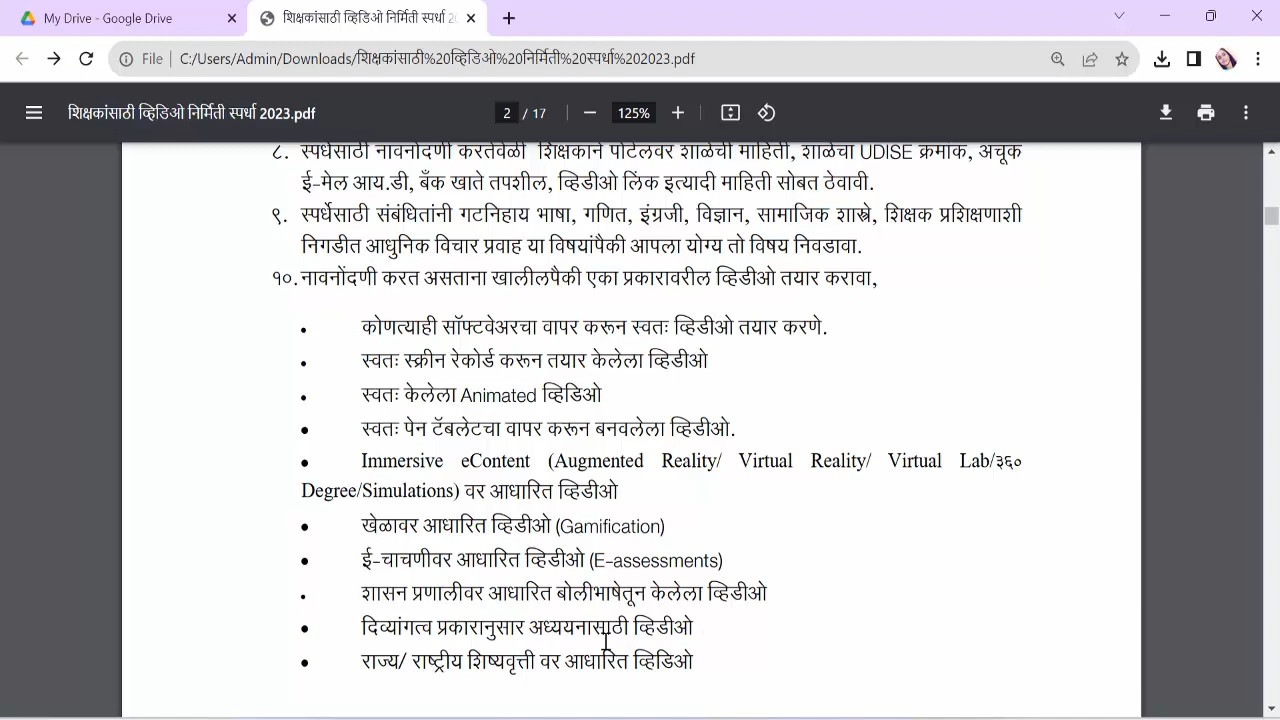 My Drive - Google Drive
शिक्षकांसाठी व्हिडिओ निर्मिती स्पर्धा 20
File C:/Users/Admin/Downloads/शिक्षकांसाठी%20व्हिडिओ%20निर्मिती%20स्पर्धा%202023.pdf
शिक्षकांसाठी व्हिडिओ निर्मिती स्पर्धा 2023.pdf 2 / 17 125%
८. स्पर्धेसाठी नावनोंदणी करतेवेळी शिक्षकाने पोर्टलवर शाळेची माहिती, शाळेचा UDISE क्रमांक, अचूक
ई-मेल आय.डी, बँक खाते तपशील, व्हिडीओ लिंक इत्यादी माहिती सोबत ठेवावी.
९. स्पर्धेसाठी संबंधितांनी गटनिहाय भाषा, गणित, इंग्रजी, विज्ञान, सामाजिक शास्त्रे, शिक्षक प्रशिक्षणाशी
निगडीत आधुनिक विचार प्रवाह या विषयांपैकी आपला योग्य तो विषय निवडावा.
१०. नावनोंदणी करत असताना खालीलपैकी एका प्रकारावरील व्हिडीओ तयार करावा,
• कोणत्याही सॉफ्टवेअरचा वापर करून स्वतः व्हिडीओ तयार करणे.
• स्वतः स्क्रीन रेकॉर्ड करून तयार केलेला व्हिडीओ
• स्वतः केलेला Animated व्हिडिओ
• स्वतः पेन टॅबलेटचा वापर करून बनवलेला व्हिडीओ.
• Immersive eContent (Augmented Reality/ Virtual Reality/ Virtual Lab/३६०
Degree/Simulations) वर आधारित व्हिडीओ
• खेळावर आधारित व्हिडीओ (Gamification)
• ई-चाचणीवर आधारित व्हिडीओ (E-assessments)
• शासन प्रणालीवर आधारित बोलीभाषेतून केलेला व्हिडीओ
• दिव्यांगत्व प्रकारानुसार अध्ययनासाठी व्हिडीओ
• राज्य/ राष्ट्रीय शिष्यवृत्ती वर आधारित व्हिडिओ